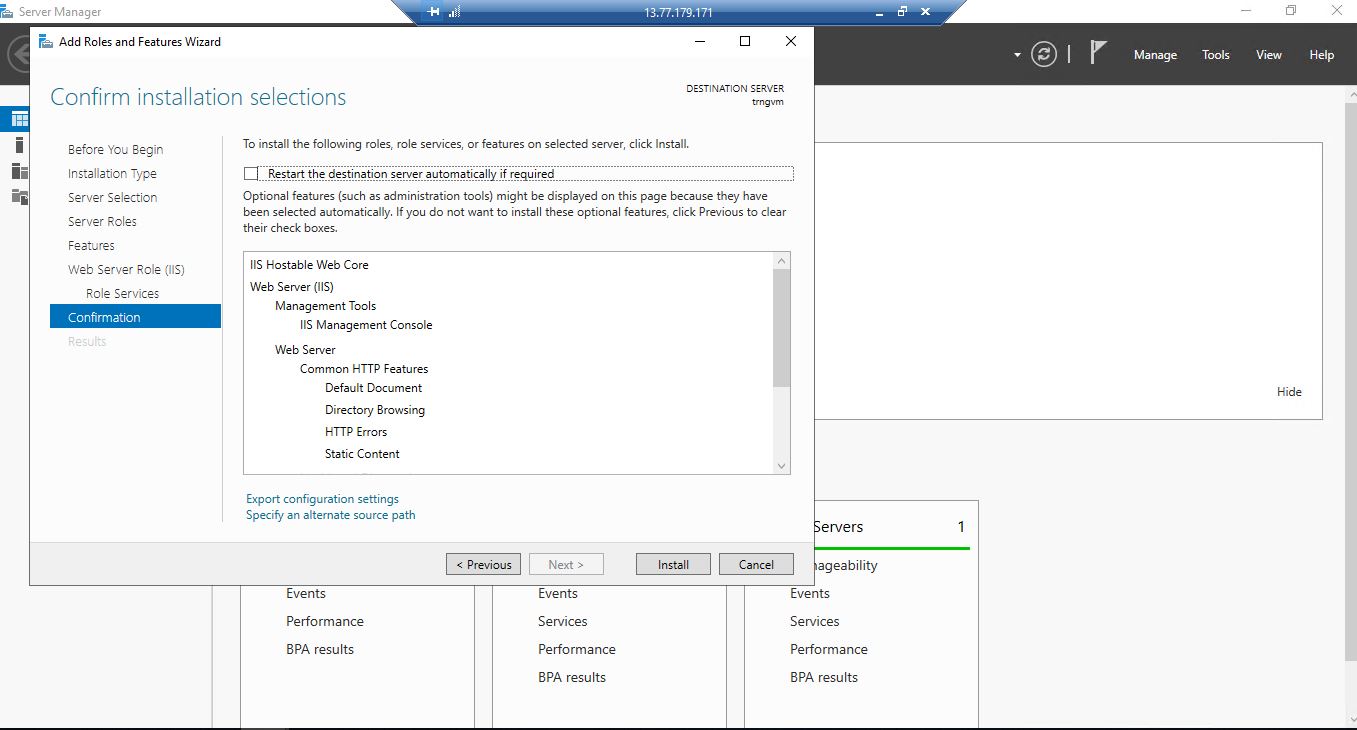 Server Manager
13.77.179.171
Add Roles and Features Wizard
Manage Tools View Help
Confirm installation selections
DESTINATION SERVER
trngvm
Before You Begin
Installation Type
Server Selection
Server Roles
Features
Web Server Role (IIS)
Role Services
Confirmation
Results
To install the following roles, role services, or features on selected server, click Install.
Restart the destination server automatically if required
Optional features (such as administration tools) might be displayed on this page because they have
been selected automatically. If you do not want to install these optional features, click Previous to clear
their check boxes.
IIS Hostable Web Core
Web Server (IIS)
Management Tools
IIS Management Console
Web Server
Common HTTP Features
Default Document
Directory Browsing
HTTP Errors
Static Content
Export configuration settings
Specify an alternate source path
< Previous
Next >
Install
Cancel
Hide
Servers 1
nageability
Events
Performance
BPA results
Events
Services
Performance
BPA results
Events
Services
Performance
BPA results